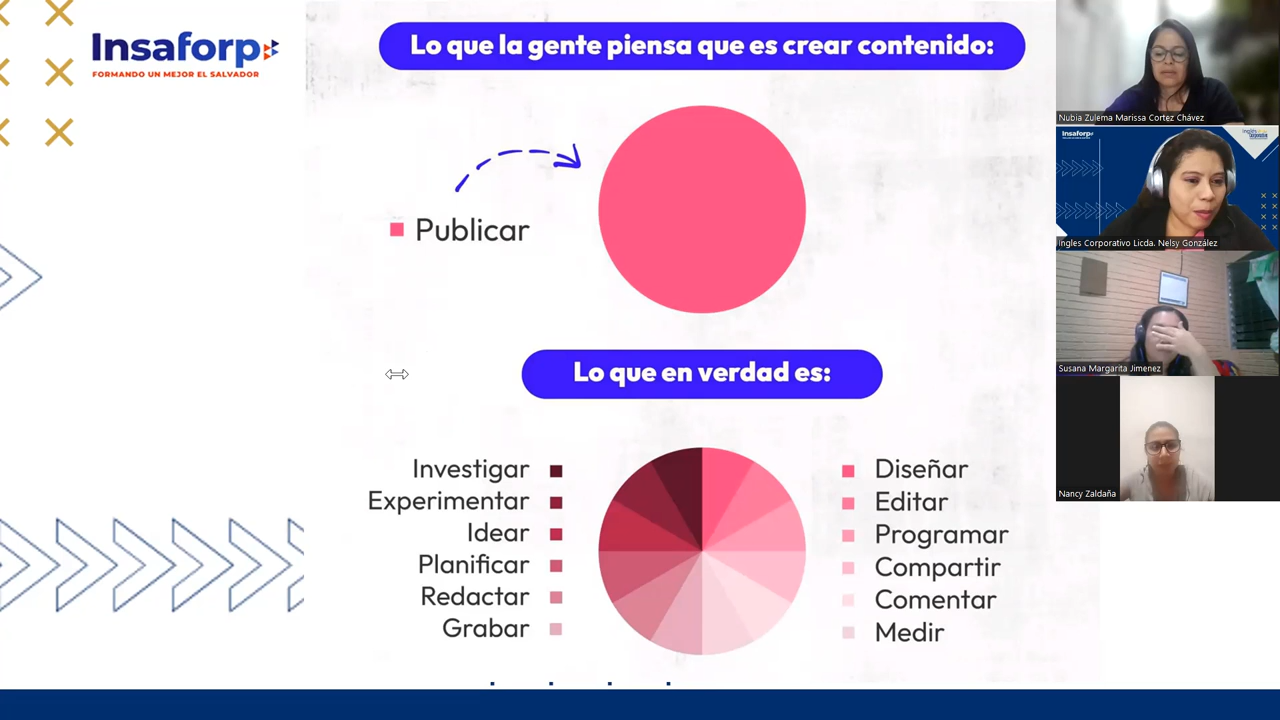 Insaforp
FORMANDO UN MEJOR EL SALVADOR
Lo que la gente piensa que es crear contenido:
Publicar
Lo que en verdad es:
Investigar
Experimentar
Idear
Planificar
Redactar
Grabar
Diseñar
Editar
Programar
Compartir
Comentar
Medir
Nubia Zulema Marissa Cortez Chávez
Insaforp
Ingles Corporativo Licda. Nelsy González
Susana Margarita Jimenez
Nancy Zaldaña